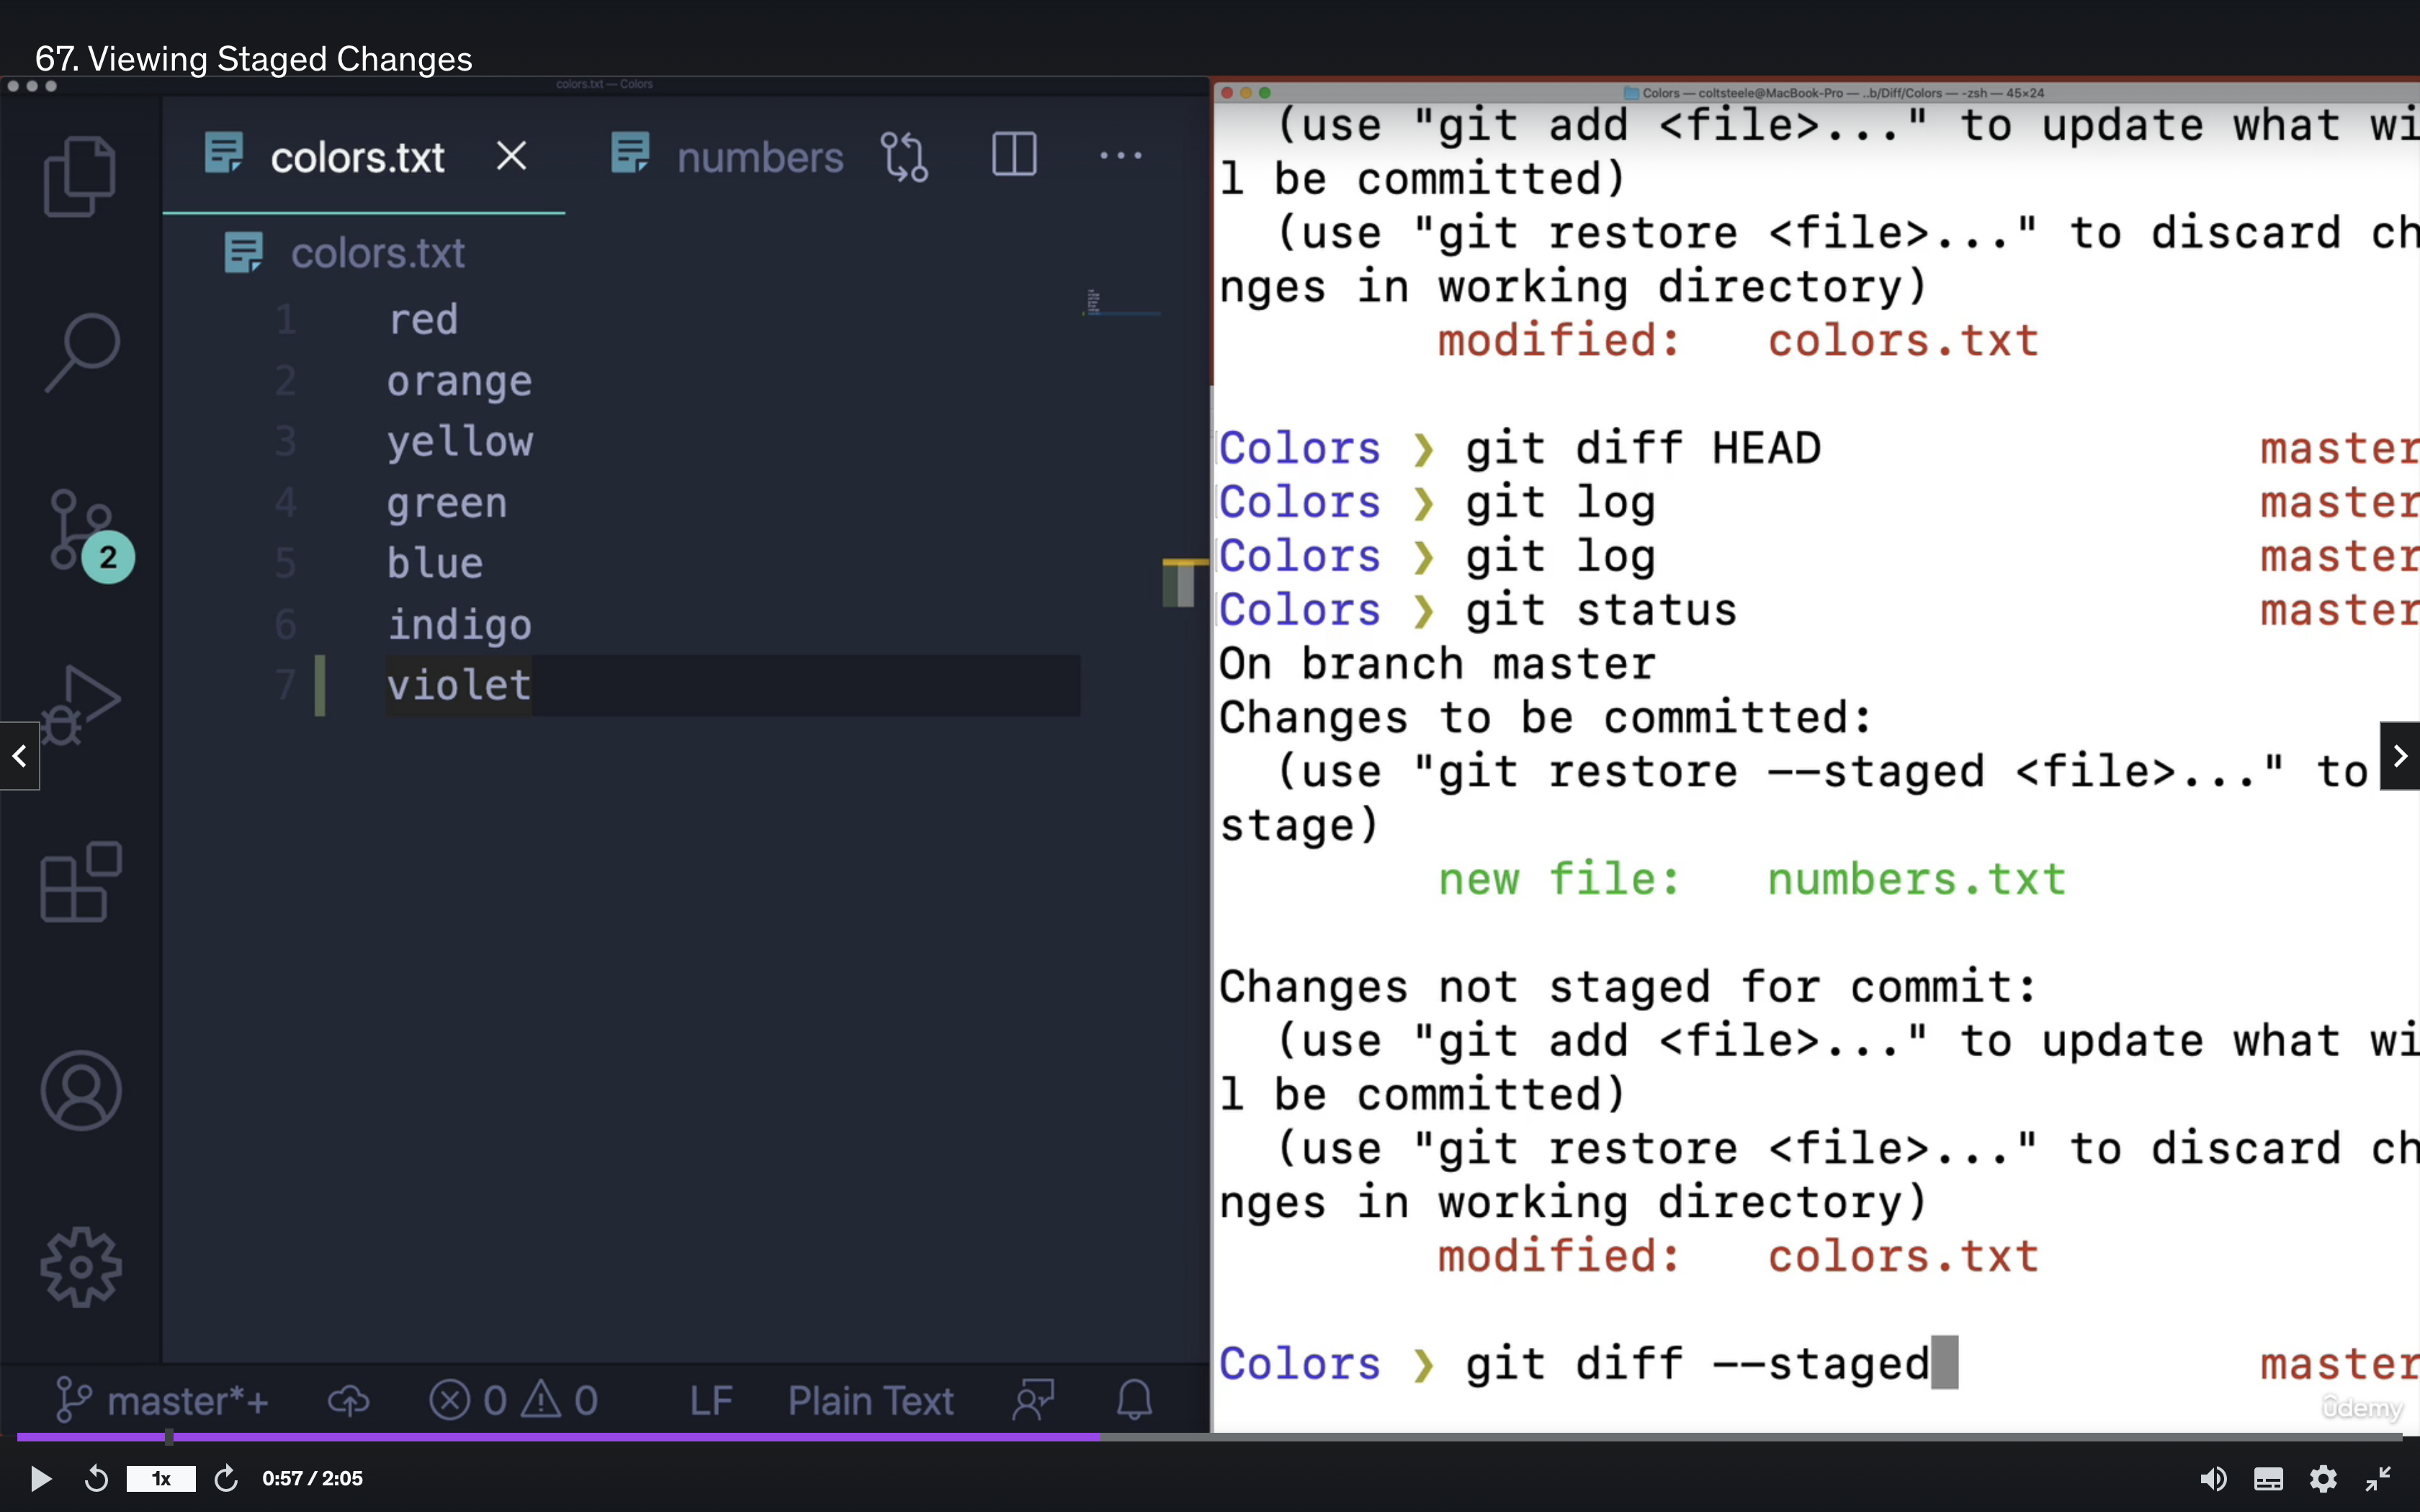 67. Viewing Staged Changes
colors.txt — Colors
colors.txt
numbers
colors.txt
1 red
2 orange
3 yellow
4 green
5 blue
6 indigo
7 violet
2
master*+
0
0
LF
Plain Text
Colors — coltsteele@MacBook-Pro — ..b/Diff/Colors — -zsh — 45×24
(use "git add <file>..." to update what wi
l be committed)
(use "git restore <file>..." to discard ch
nges in working directory)
modified: colors.txt
Colors ❯ git diff HEAD master
Colors ❯ git log master
Colors ❯ git log master
Colors ❯ git status master
On branch master
Changes to be committed:
(use "git restore --staged <file>..." to
stage)
new file: numbers.txt
Changes not staged for commit:
(use "git add <file>..." to update what wi
l be committed)
(use "git restore <file>..." to discard ch
nges in working directory)
modified: colors.txt
Colors ❯ git diff --staged master
ûdemy
1x
0:57 / 2:05